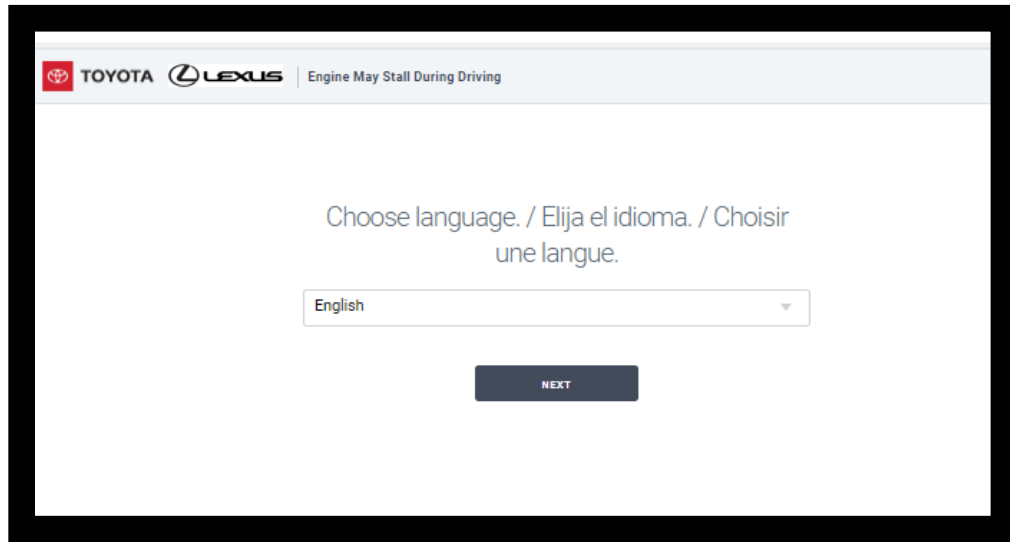 TOYOTA LEXUS Engine May Stall During Driving
Choose language. / Elija el idioma. / Choisir
une langue.
English
NEXT